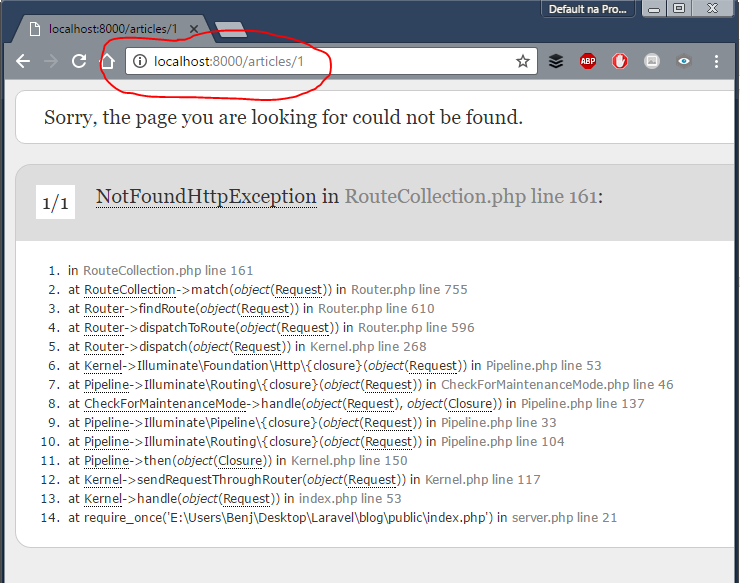 Default na Pro...
localhost:8000/articles/1
localhost:8000/articles/1
ABP
Sorry, the page you are looking for could not be found.
1/1
NotFoundHttpException in RouteCollection.php line 161:
1. in RouteCollection.php line 161
2. at RouteCollection->match(object(Request)) in Router.php line 755
3. at Router->findRoute(object(Request)) in Router.php line 610
4. at Router->dispatchToRoute(object(Request)) in Router.php line 596
5. at Router->dispatch(object(Request)) in Kernel.php line 268
6. at Kernel->Illuminate\Foundation\Http\{closure}(object(Request)) in Pipeline.php line 53
7. at Pipeline->Illuminate\Routing\{closure}(object(Request)) in CheckForMaintenanceMode.php line 46
8. at CheckForMaintenanceMode->handle(object(Request), object(Closure)) in Pipeline.php line 137
9. at Pipeline->Illuminate\Pipeline\{closure}(object(Request)) in Pipeline.php line 33
10. at Pipeline->Illuminate\Routing\{closure}(object(Request)) in Pipeline.php line 104
11. at Pipeline->then(object(Closure)) in Kernel.php line 150
12. at Kernel->sendRequestThroughRouter(object(Request)) in Kernel.php line 117
13. at Kernel->handle(object(Request)) in index.php line 53
14. at require_once('E:\Users\Benj\Desktop\Laravel\blog\public\index.php') in server.php line 21